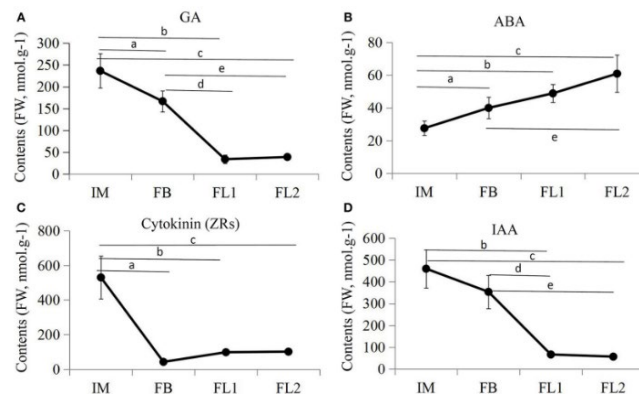 A
GA
Contents (FW, nmol.g-1)
300
250
200
150
100
50
0
b
a
c
e
d
IM FB FL1 FL2
B
ABA
Contents (FW, nmol.g-1)
80
60
40
20
0
c
b
a
e
IM FB FL1 FL2
C
Cytokinin (ZRs)
Contents (FW, nmol.g-1)
800
600
400
200
0
c
b
a
IM FB FL1 FL2
D
IAA
Contents (FW, nmol.g-1)
600
500
400
300
200
100
0
b
c
d
e
IM FB FL1 FL2